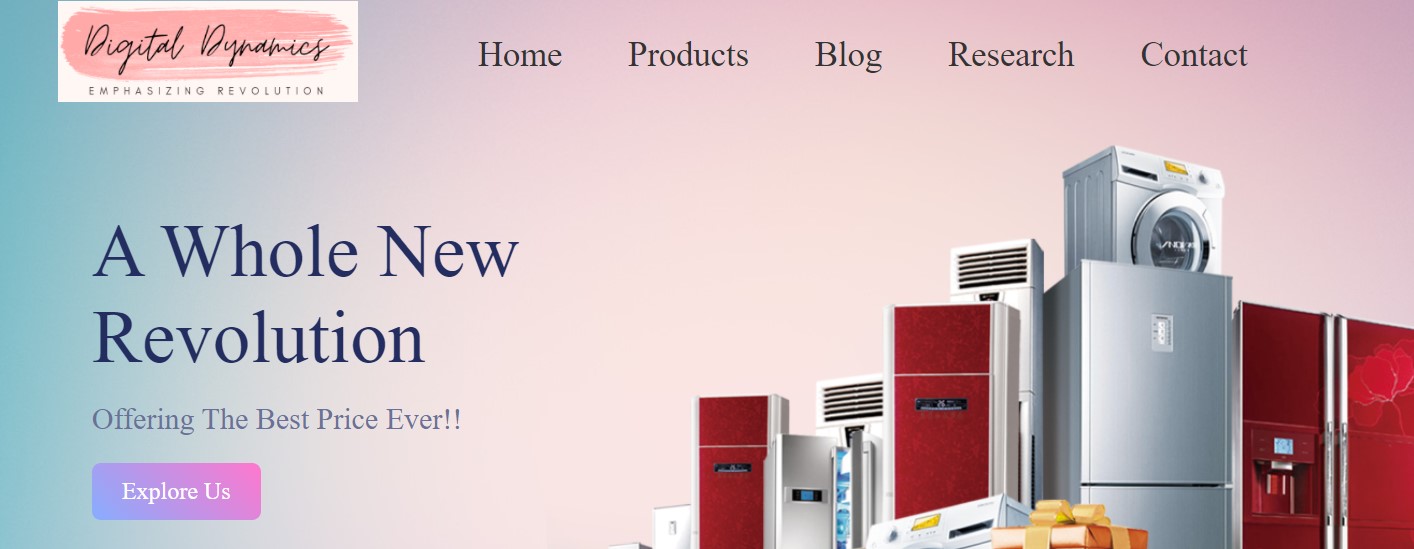 Digital Dynamics
EMPHASIZING REVOLUTION
Home Products Blog Research Contact
A Whole New
Revolution
Offering The Best Price Ever!!
Explore Us